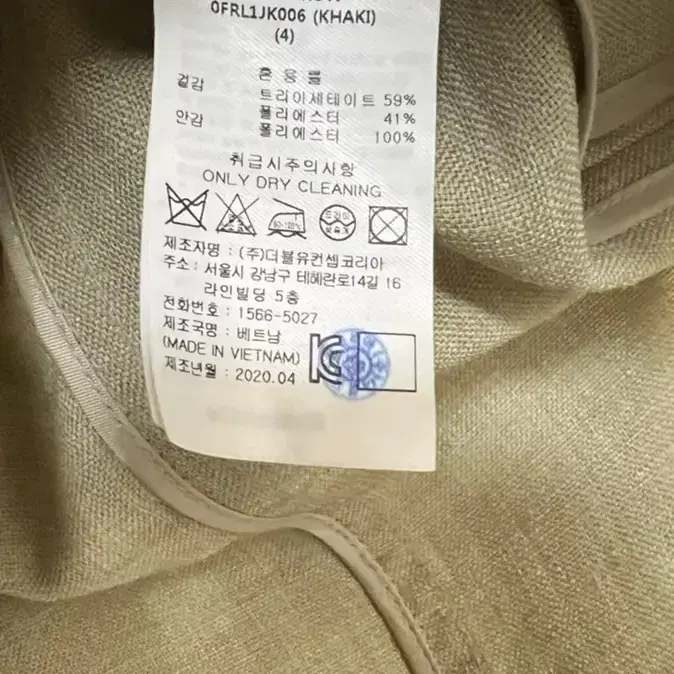 0FRL1JK006 (KHAKI)
(4)
혼 용 률
겉감 트리아세테이트 59%
폴리에스터 41%
안감 폴리에스터 100%
취급시주의사항
ONLY DRY CLEANING
드라이
제조자명 : (주)더블유컨셉코리아
주소 : 서울시 강남구 테헤란로14길 16
라인빌딩 5층
전화번호 : 1566-5027
제조국명 : 베트남
(MADE IN VIETNAM)
제조년월 : 2020.04